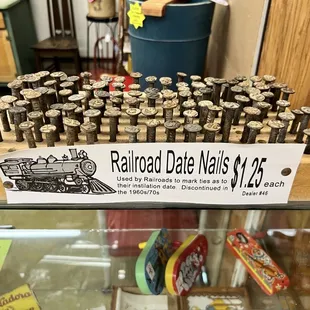 Railroad Date Nails
$1.25
Used by Railroads to mark ties as to
their instilation date. Discontinued in
the 1960s/70s
each
Dealer #46